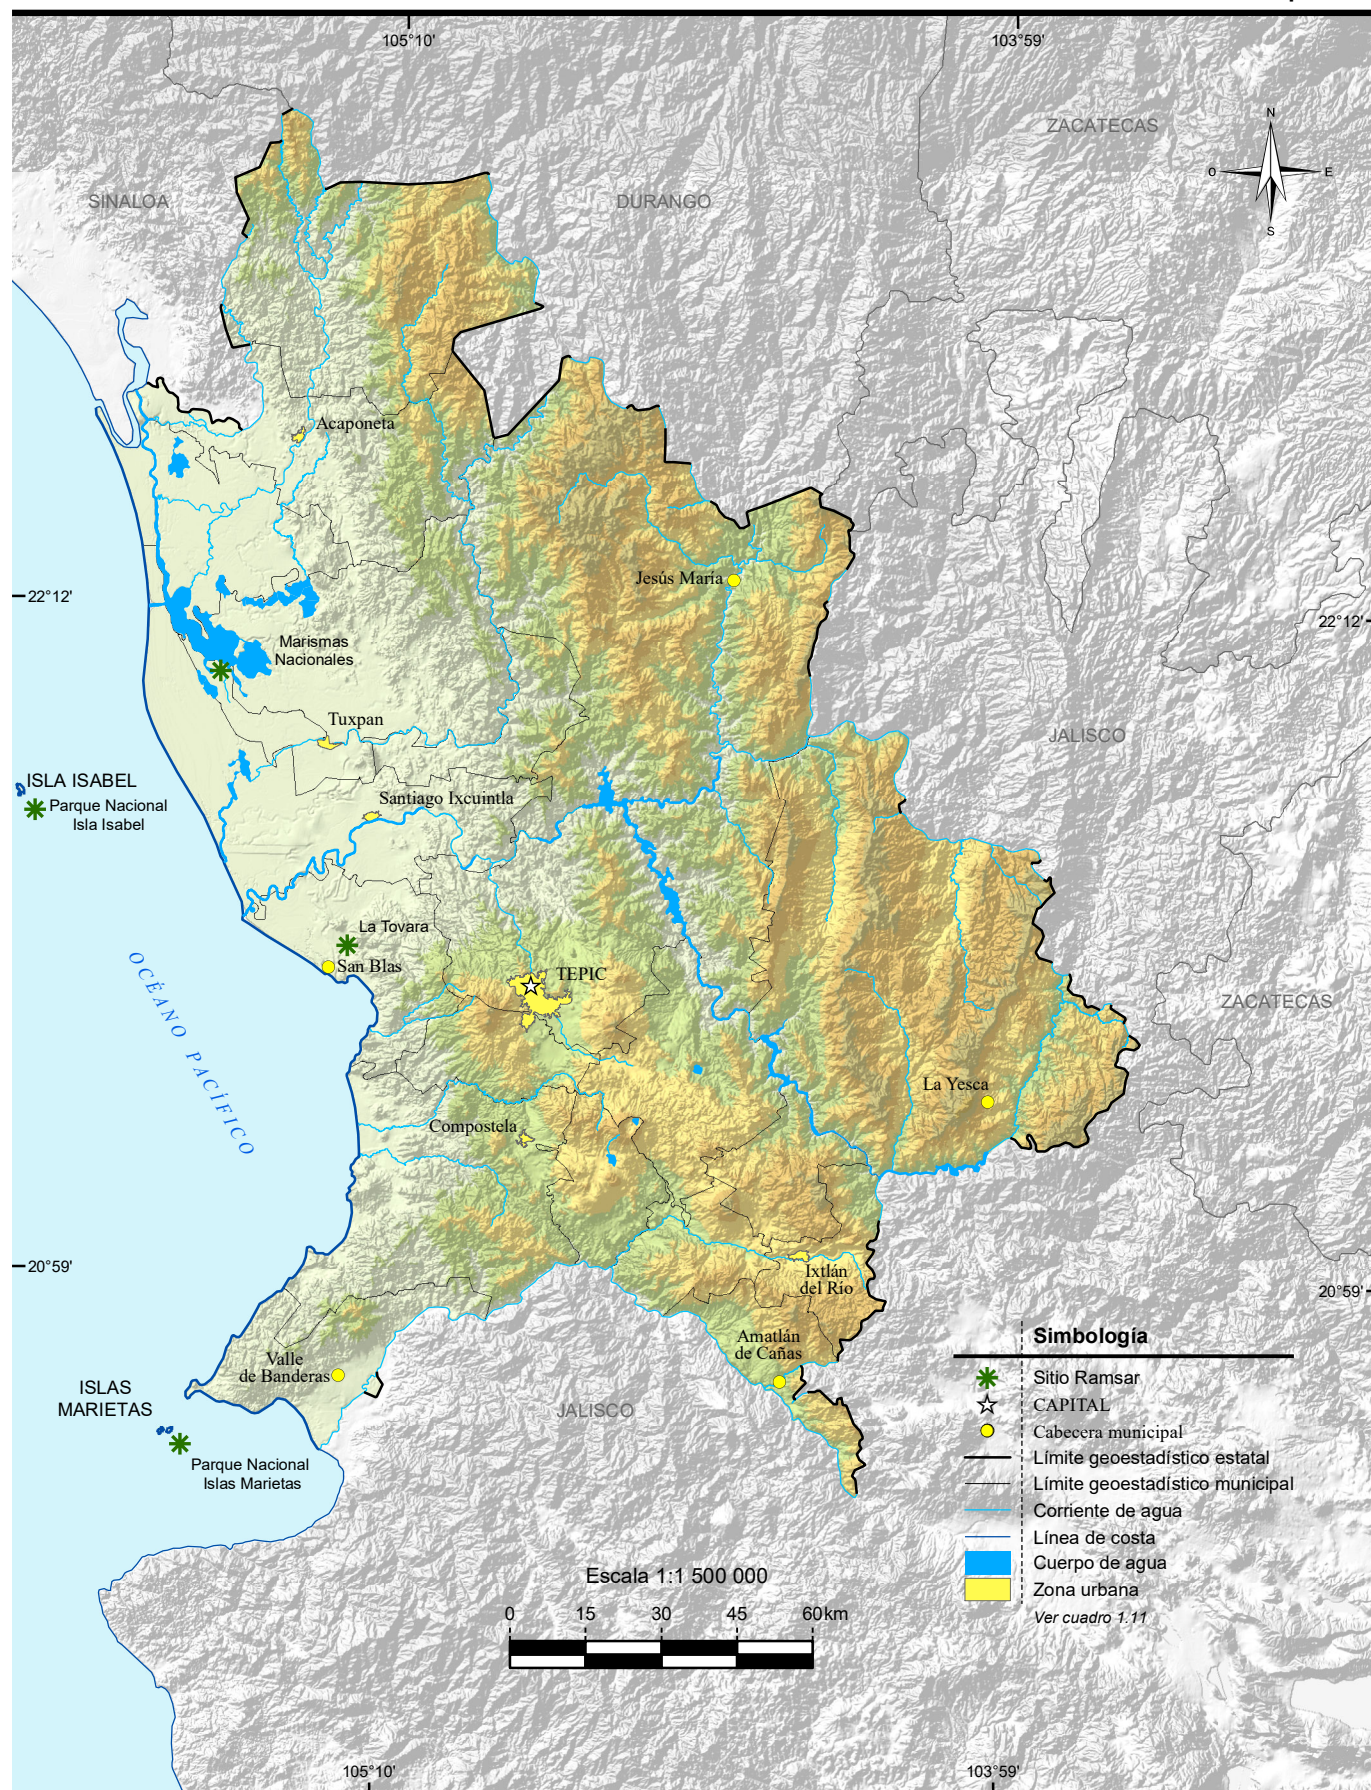 105°10'
103°59'
ZACATECAS
N
O
E
S
SINALOA
DURANGO
Acaponeta
Jesús María
22°12'
22°12'
Marismas
Nacionales
Tuxpan
JALISCO
ISLA ISABEL
Parque Nacional
Isla Isabel
Santiago Ixcuintla
La Tovara
San Blas
TEPIC
OCÉANO PACÍFICO
ZACATECAS
La Yesca
Compostela
20°59'
Ixtlán
del Río
20°59'
Amatlán
de Cañas
Valle
de Banderas
ISLAS
MARIETAS
JALISCO
Parque Nacional
Islas Marietas
Simbología
Sitio Ramsar
CAPITAL
Cabecera municipal
Límite geoestadístico estatal
Límite geoestadístico municipal
Corriente de agua
Línea de costa
Cuerpo de agua
Zona urbana
Ver cuadro 1.11
Escala 1:1 500 000
0 15 30 45 60 km
105°10'
103°59'